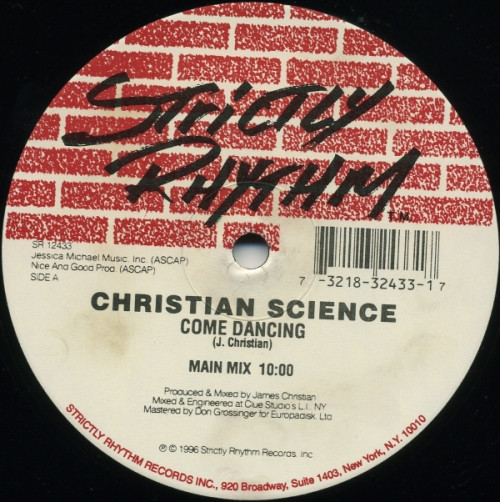 STRICTLY
RHYTHM T.M.
SR 12433
Jessica Michael Music, Inc. (ASCAP)
Nice And Good Prod. (ASCAP)
SIDE A
7 3218-32433-1 7
CHRISTIAN SCIENCE
COME DANCING
(J. Christian)
MAIN MIX 10:00
Produced & Mixed by James Christian
Mixed & Engineered at Clue Studio's L.I., NY
Mastered by Don Grossinger for Europadisk, Ltd
℗ © 1996 Strictly Rhythm Records, Inc
STRICTLY RHYTHM RECORDS INC., 920 Broadway, Suite 1403, New York, N.Y. 10010